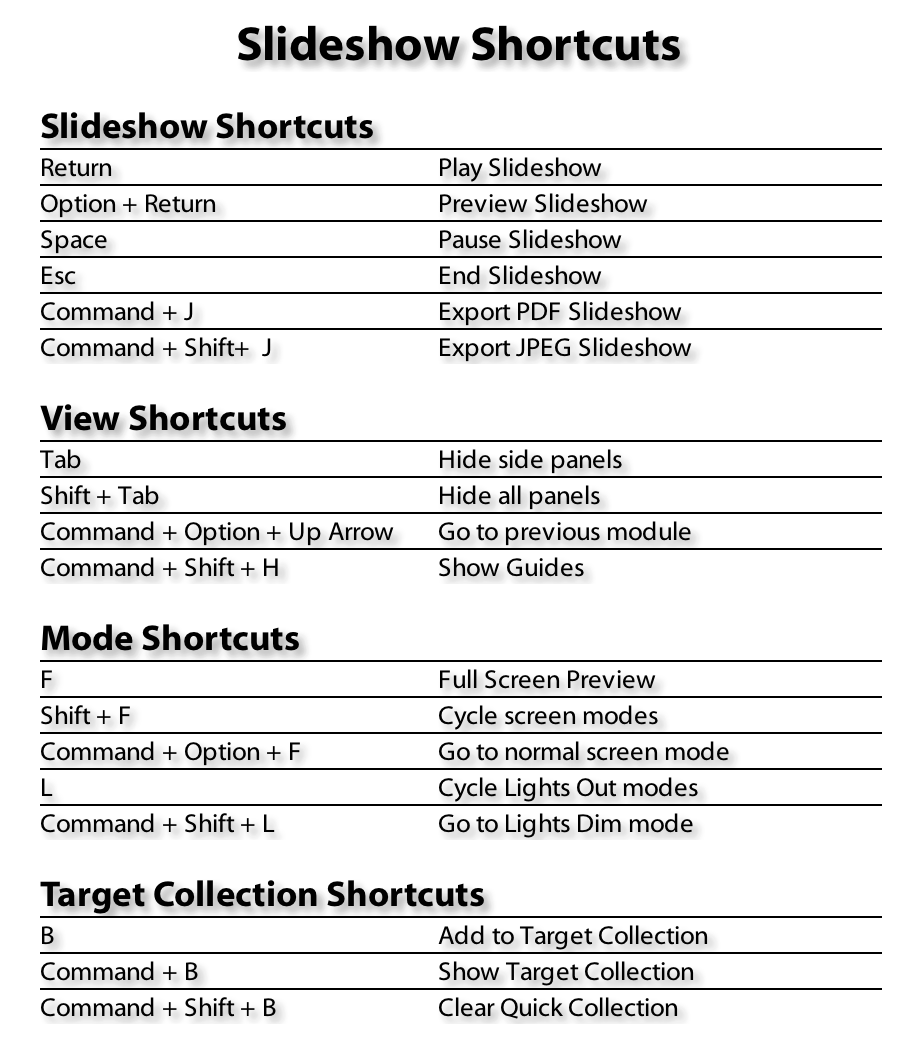 Slideshow Shortcuts
Slideshow Shortcuts
Return Play Slideshow
Option + Return Preview Slideshow
Space Pause Slideshow
Esc End Slideshow
Command + J Export PDF Slideshow
Command + Shift+  J Export JPEG Slideshow
View Shortcuts
Tab Hide side panels
Shift + Tab Hide all panels
Command + Option + Up Arrow Go to previous module
Command + Shift + H Show Guides
Mode Shortcuts
F Full Screen Preview
Shift + F Cycle screen modes
Command + Option + F Go to normal screen mode
L Cycle Lights Out modes
Command + Shift + L Go to Lights Dim mode
Target Collection Shortcuts
B Add to Target Collection
Command + B Show Target Collection
Command + Shift + B Clear Quick Collection